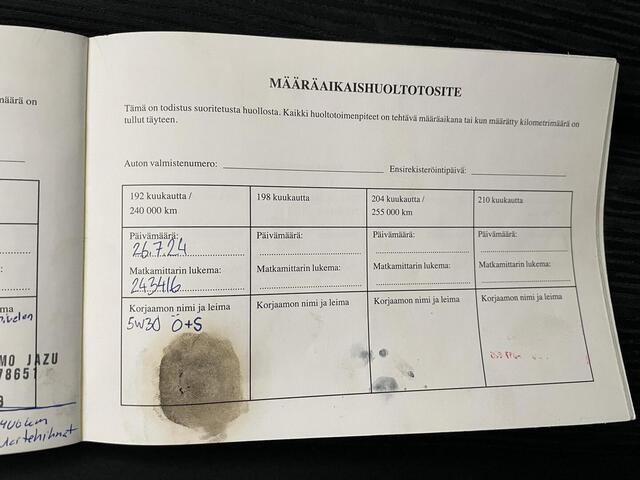 määrä on
MO JAZU
78651
MÄÄRÄAIKAISHUOLTOTOSITE
Tämä on todistus suoritetusta huollosta. Kaikki huoltotoimenpiteet on tehtävä määräaikana tai kun määrätty kilometrimäärä on
tullut täyteen.
Auton valmistenumero:
Ensirekisteröintipäivä:
192 kuukautta /
240 000 km
198 kuukautta
204 kuukautta /
255 000 km
210 kuukautta
Päivämäärä:
26.7.24
Päivämäärä:
Päivämäärä:
Päivämäärä:
Matkamittarin lukema:
243416
Matkamittarin lukema:
Matkamittarin lukema:
Matkamittarin lukema:
Korjaamon nimi ja leima
5W30 Ö+S
Korjaamon nimi ja leima
Korjaamon nimi ja leima
Korjaamon nimi ja leima